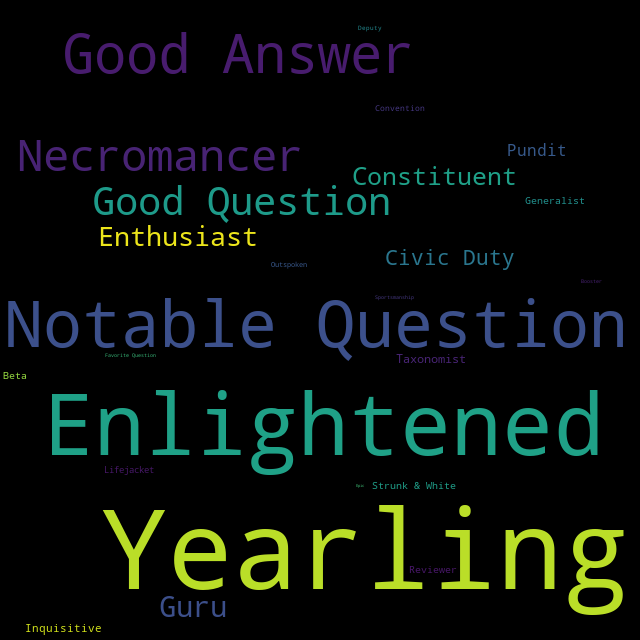 Deputy
Good Answer
Convention
Necromancer
Pundit
Constituent
Good Question
Generalist
Enthusiast
Civic Duty
Outspoken
Booster
Sportsmanship
Notable Question
Favorite Question
Taxonomist
Beta
Enlightened
Lifejacket
Strunk & White
Yearling
Reviewer
Guru
Inquisitive